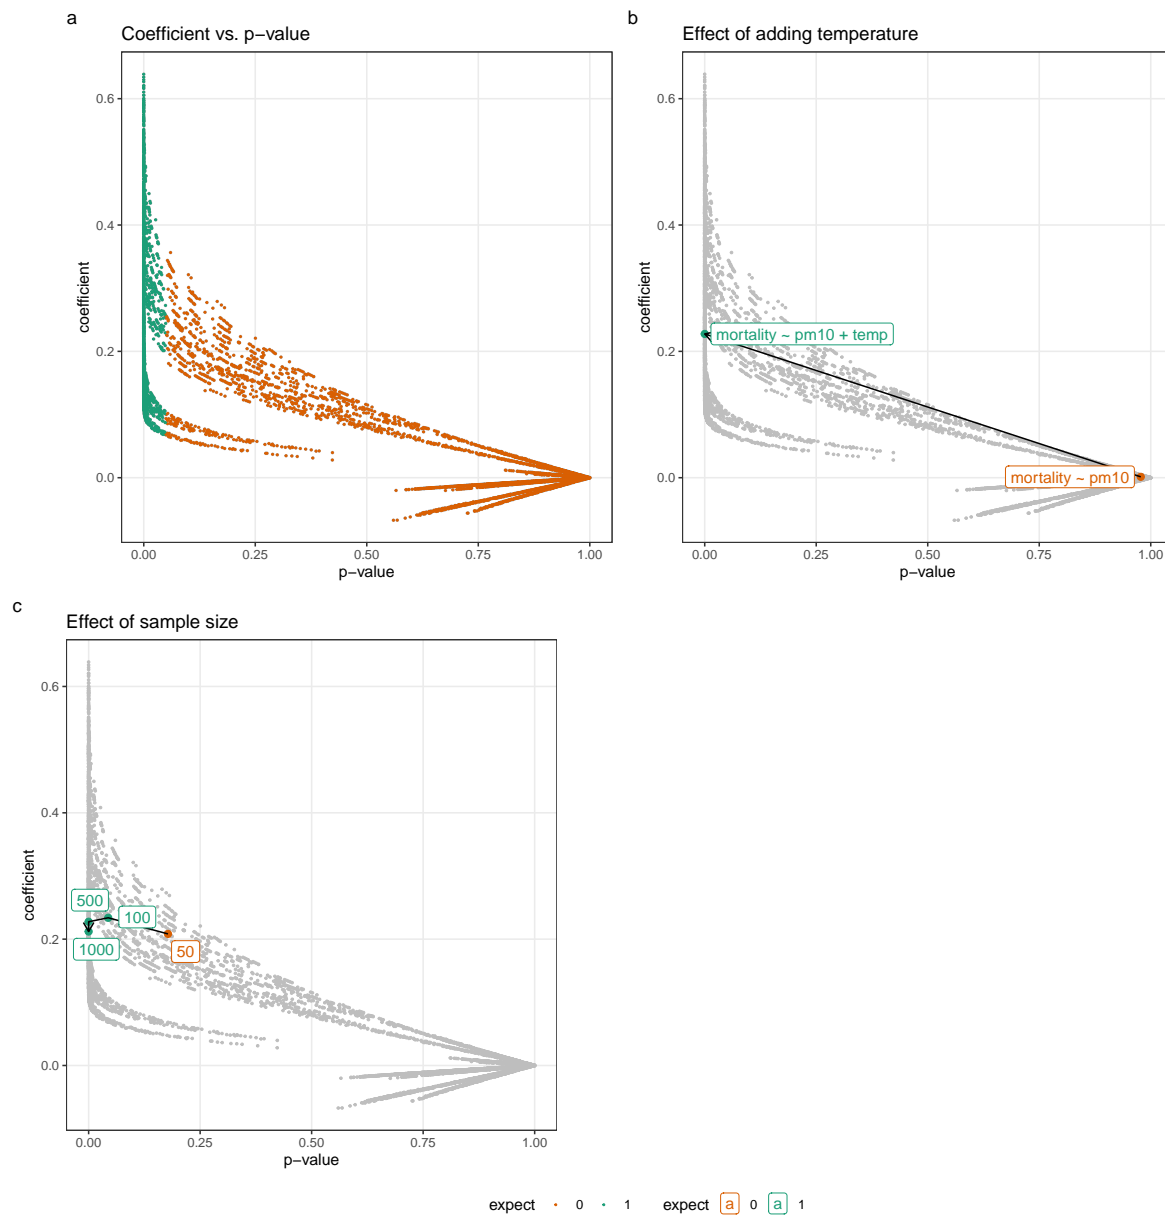 a
Coefficient vs. p−value
0.6
0.4
0.2
0.0
coefficient
0.00 0.25 0.50 0.75 1.00
p−value
b
Effect of adding temperature
0.6
0.4
0.2
0.0
coefficient
mortality ~ pm10 + temp
mortality ~ pm10
0.00 0.25 0.50 0.75 1.00
p−value
c
Effect of sample size
0.6
0.4
0.2
0.0
coefficient
500
100
1000
50
0.00 0.25 0.50 0.75 1.00
p−value
expect 0 1 expect a 0 a 1